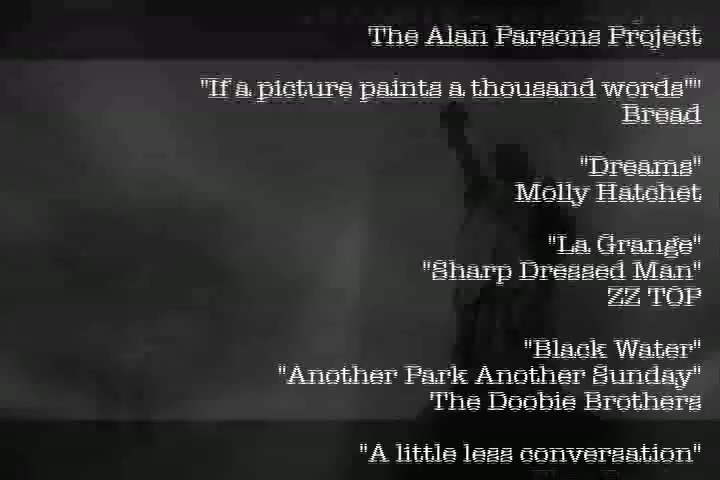 The Alan Parsons Project
"If a picture paints a thousand words""
Bread
"Dreams"
Molly Hatchet
"La Grange"
"Sharp Dressed Man"
ZZ TOP
"Black Water"
"Another Park Another Sunday"
The Doobie Brothers
"A little less conversation"